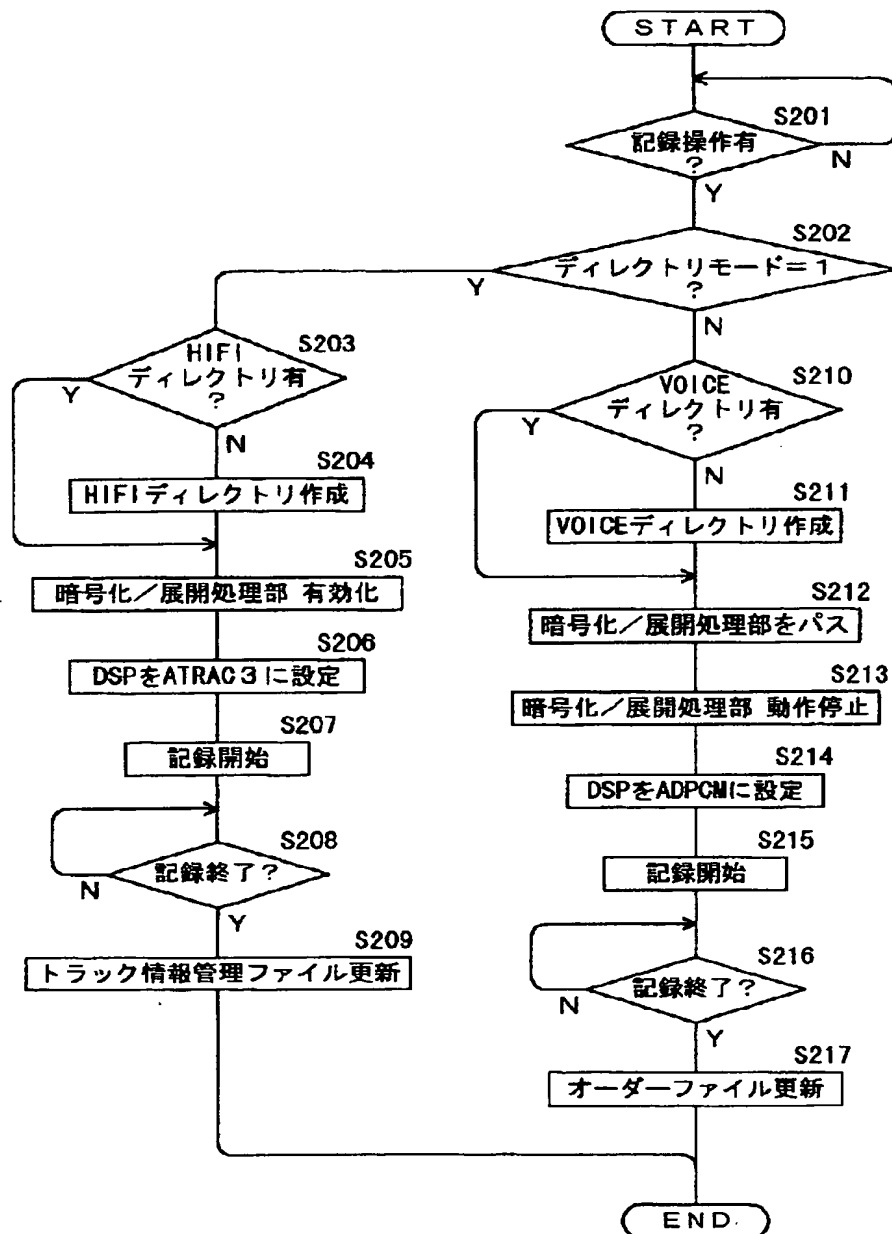 START
S201
記録操作有
?
N
Y
S202
ディレクトリモード=1
?
Y
N
S203
HIFI
ディレクトリ有
?
Y
N
S204
HIFIディレクトリ作成
S205
暗号化/展開処理部 有効化
S206
DSPをATRAC3に設定
S207
記録開始
S208
記録終了?
N
Y
S209
トラック情報管理ファイル更新
S210
VOICE
ディレクトリ有
?
Y
N
S211
VOICEディレクトリ作成
S212
暗号化/展開処理部をパス
S213
暗号化/展開処理部 動作停止
S214
DSPをADPCMに設定
S215
記録開始
S216
記録終了?
N
Y
S217
オーダーファイル更新
END